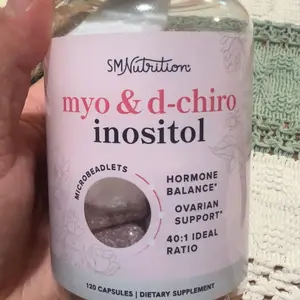 SMNutrition
myo & d-chiro
inositol
MICROBEADLETS
HORMONE
BALANCE*
OVARIAN
SUPPORT*
40:1 IDEAL
RATIO
120 CAPSULES | DIETARY SUPPLEMENT